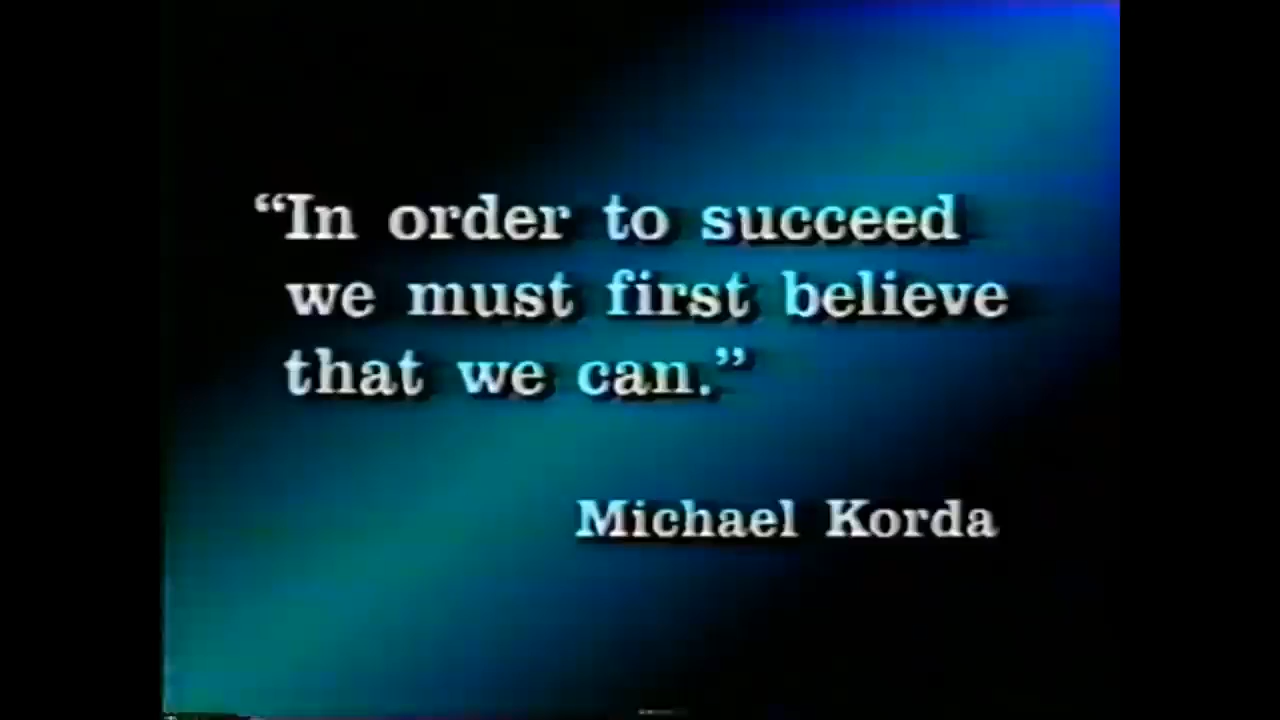 “In order to succeed
we must first believe
that we can.”
Michael Korda